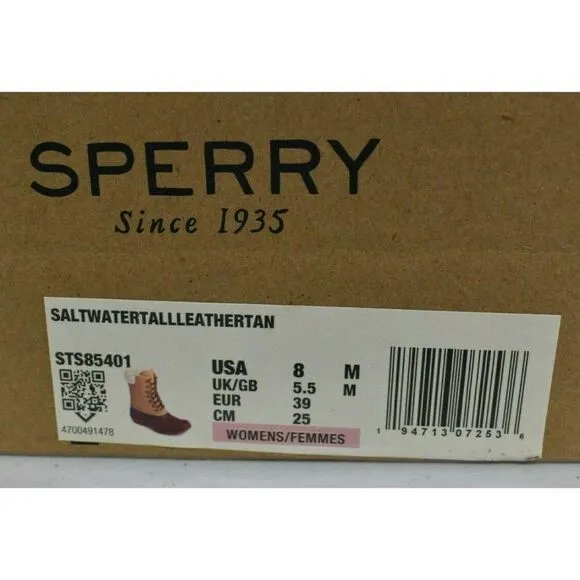 SPERRY
Since 1935
SALTWATERTALLLEATHERTAN
STS85401
4700491478
USA 8 M
UK/GB 5.5 M
EUR 39
CM 25
WOMENS/FEMMES
1 94713 07253 6